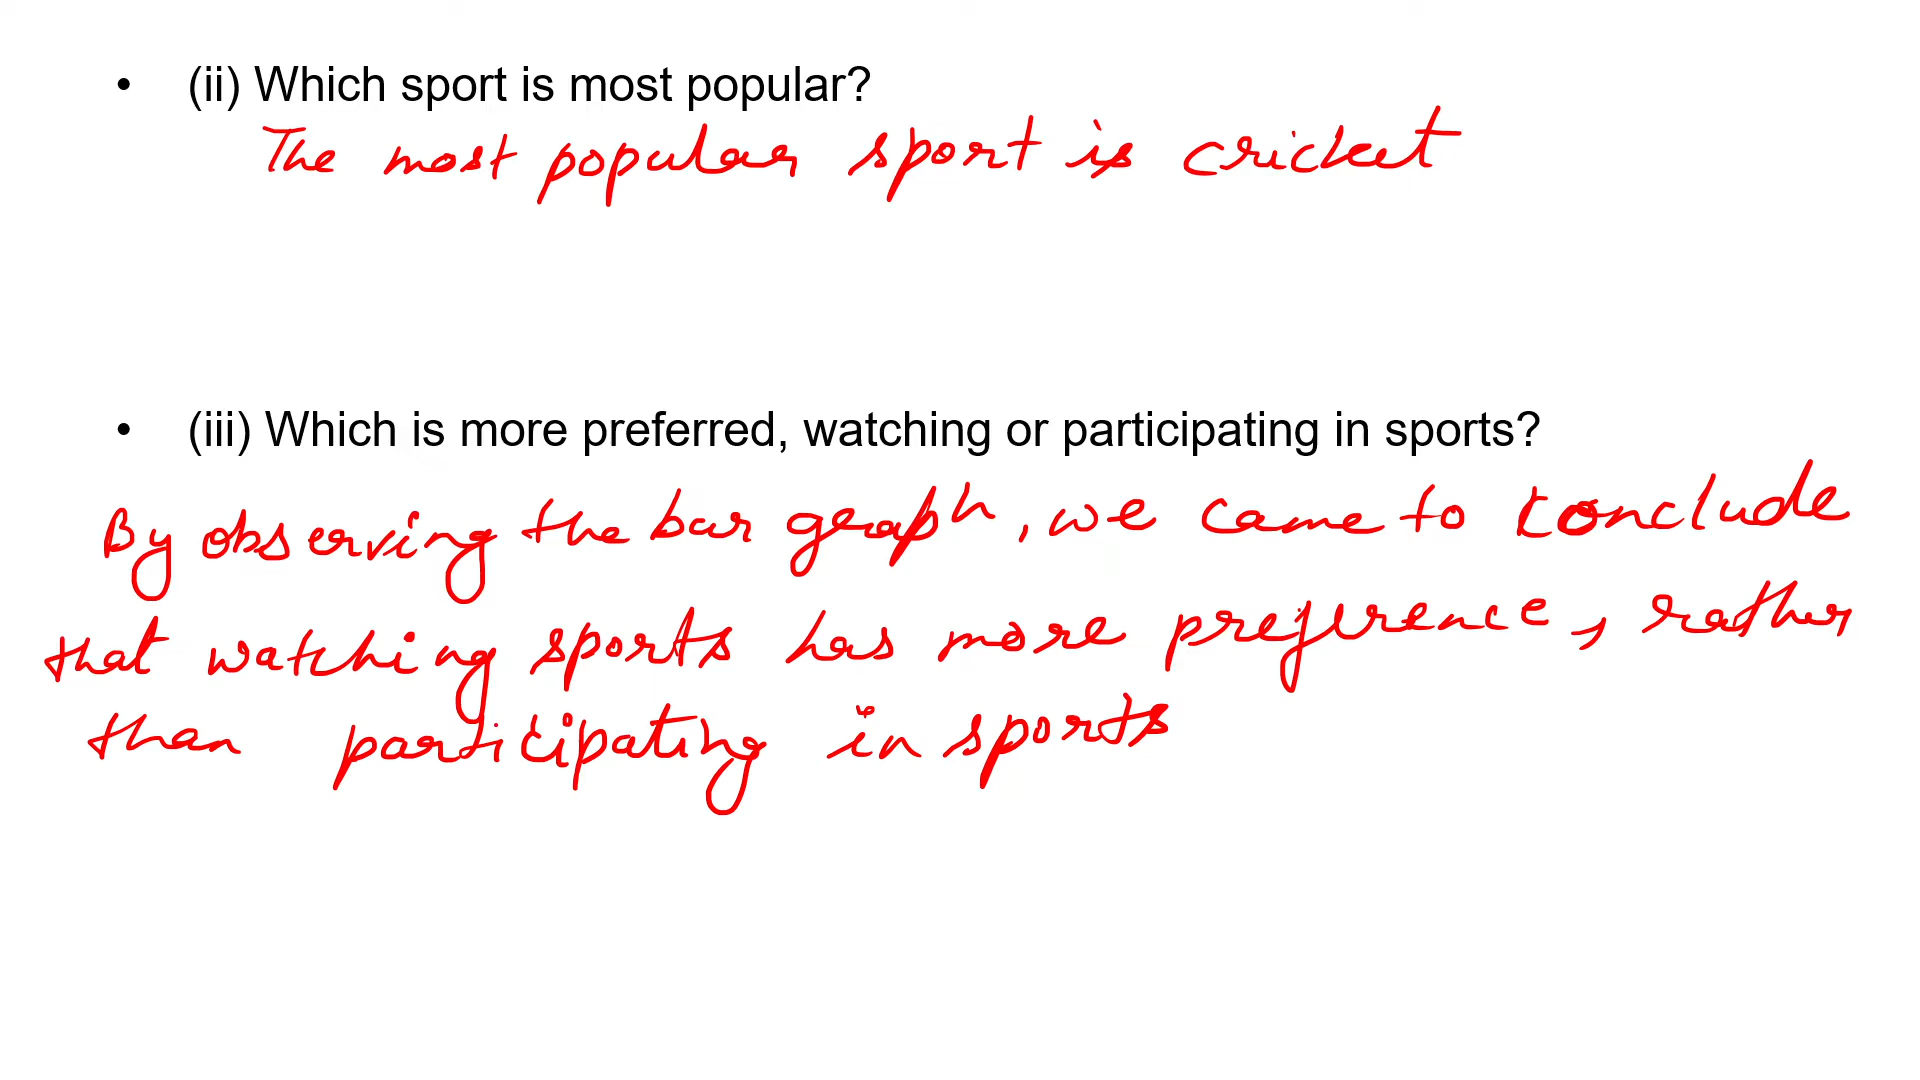 • (ii) Which sport is most popular?
The most popular sport is cricket
• (iii) Which is more preferred, watching or participating in sports?
By observing the bar graph, we came to conclude
that watching sports has more preference, rather
than participating in sports